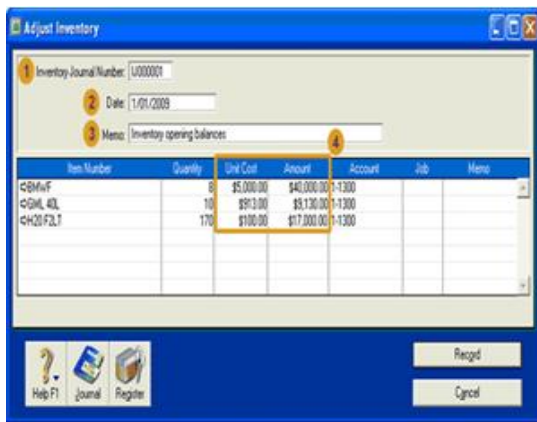 Adjust Inventory
1 Inventory Journal Number: IJ000001
2 Date: 1/01/2009
3 Memo: Inventory opening balances
4
Item Number Quantity Unit Cost Amount Account Job Memo
BMWF 8 $5,000.00 $40,000.00 1-1300
GML 40L 10 $913.00 $9,130.00 1-1300
H20 F2LT 170 $100.00 $17,000.00 1-1300
Record
Help F1 Journal Register
Cancel